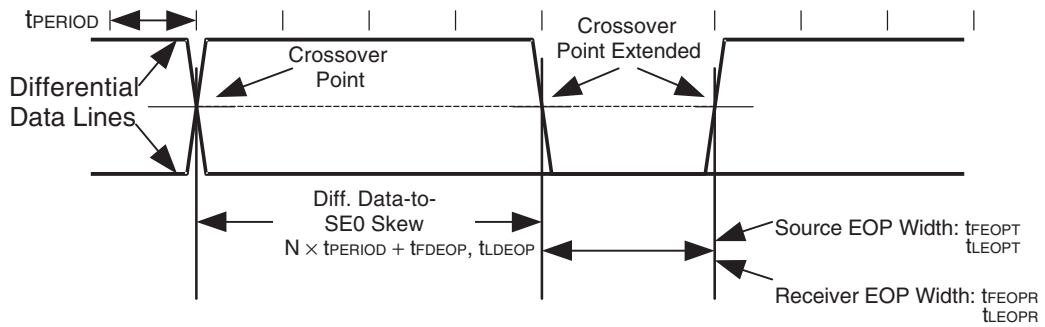 tPERIOD
Differential
Data Lines
Crossover
Point
Crossover
Point Extended
Diff. Data-to-
SE0 Skew
N × tPERIOD + tFDEOP, tLDEOP
Source EOP Width: tFEOPT
tLEOPT
Receiver EOP Width: tFEOPR
tLEOPR